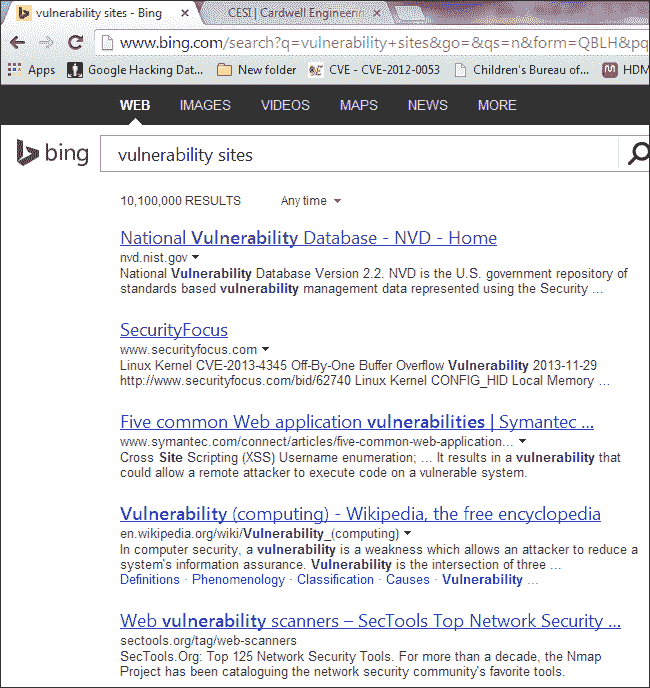 vulnerability sites - Bing
CESI | Cardwell Engineerin
www.bing.com/search?q=vulnerability+sites&go=&qs=n&form=QBLH&pq
Apps Google Hacking Dat... New folder CVE - CVE-2012-0053 Children's Bureau of... HDM
WEB IMAGES VIDEOS MAPS NEWS MORE
bing vulnerability sites
10,100,000 RESULTS Any time
National Vulnerability Database - NVD - Home
nvd.nist.gov
National Vulnerability Database Version 2.2. NVD is the U.S. government repository of
standards based vulnerability management data represented using the Security ...
SecurityFocus
www.securityfocus.com
Linux Kernel CVE-2013-4345 Off-By-One Buffer Overflow Vulnerability 2013-11-29
http://www.securityfocus.com/bid/62740 Linux Kernel CONFIG_HID Local Memory ...
Five common Web application vulnerabilities | Symantec ...
www.symantec.com/connect/articles/five-common-web-application...
Cross Site Scripting (XSS) Username enumeration; ... It results in a vulnerability that
could allow a remote attacker to execute code on a vulnerable system.
Vulnerability (computing) - Wikipedia, the free encyclopedia
en.wikipedia.org/wiki/Vulnerability_(computing)
In computer security, a vulnerability is a weakness which allows an attacker to reduce a
system's information assurance. Vulnerability is the intersection of three ...
Definitions · Phenomenology · Classification · Causes · Vulnerability ...
Web vulnerability scanners – SecTools Top Network Security ...
sectools.org/tag/web-scanners
SecTools.Org: Top 125 Network Security Tools. For more than a decade, the Nmap
Project has been cataloguing the network security community's favorite tools.